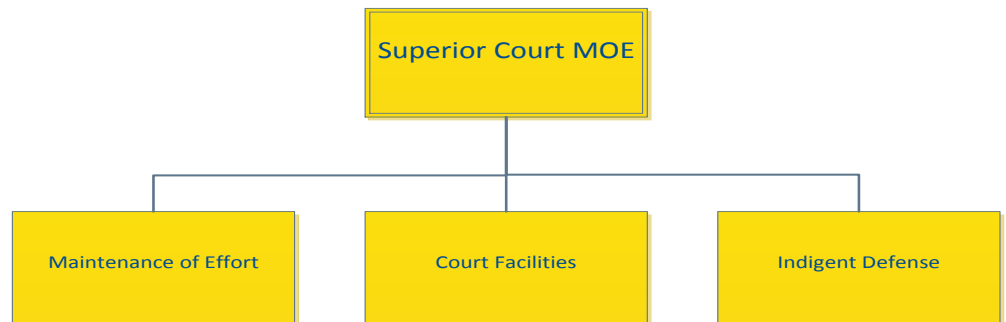 Superior Court MOE
Maintenance of Effort
Court Facilities
Indigent Defense